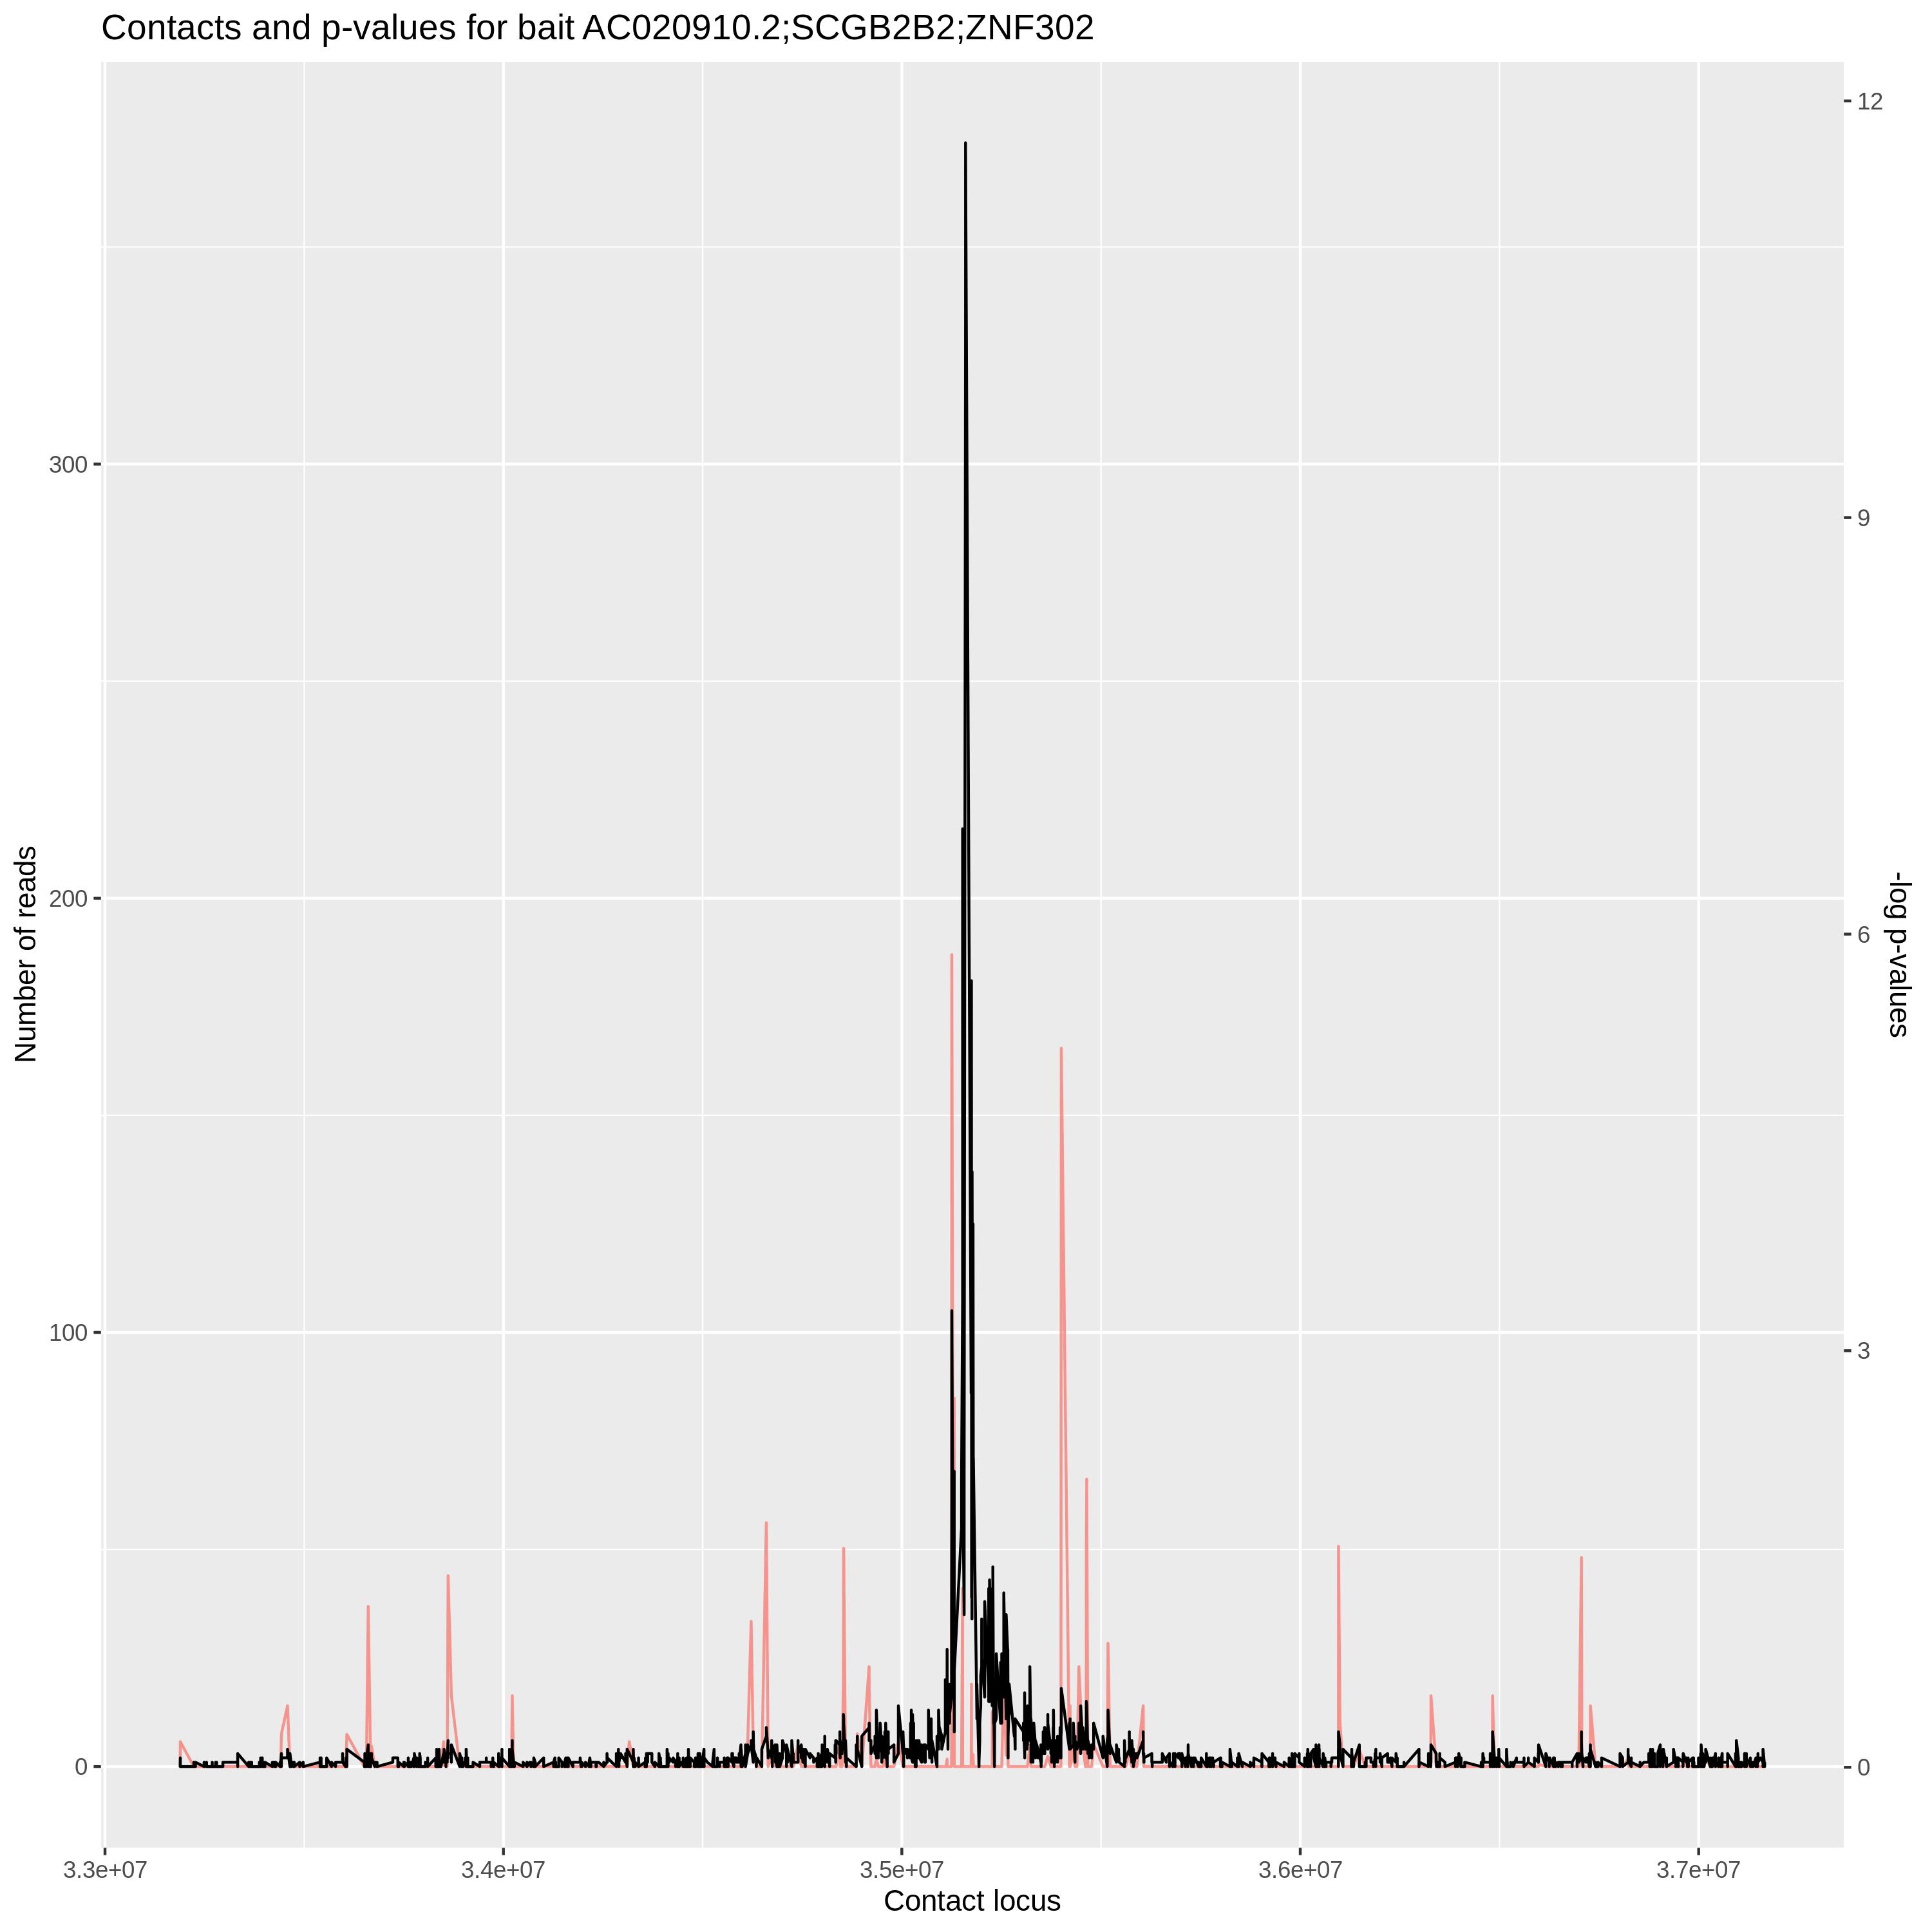 Contacts and p-values for bait AC020910.2;SCGB2B2;ZNF302
Number of reads
300
200
100
0
12
9
6
3
0
-log p-values
3.3e+07
3.4e+07
3.5e+07
3.6e+07
3.7e+07
Contact locus